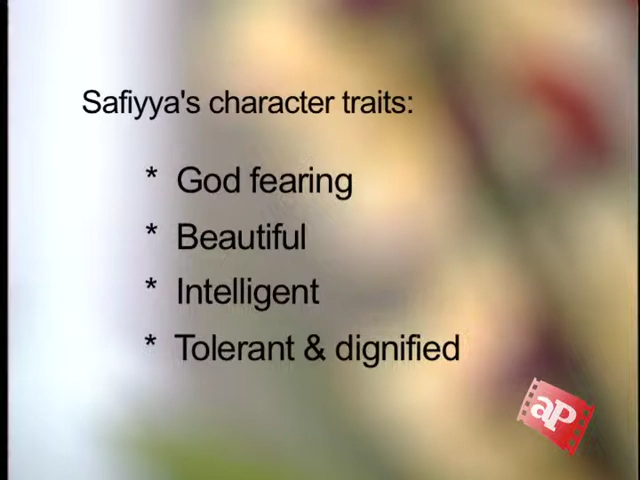 Safiyya's character traits:
* God fearing
* Beautiful
* Intelligent
* Tolerant & dignified
aP